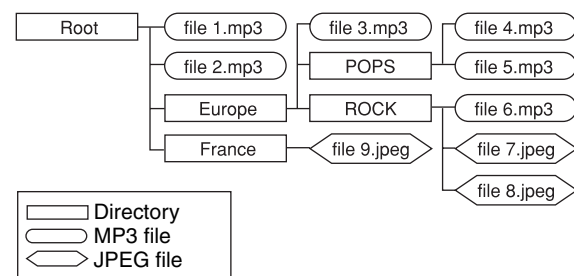 Root file 1.mp3 file 3.mp3 file 4.mp3
file 2.mp3 POPS file 5.mp3
Europe ROCK file 6.mp3
France file 9.jpeg file 7.jpeg
file 8.jpeg
Directory
MP3 file
JPEG file